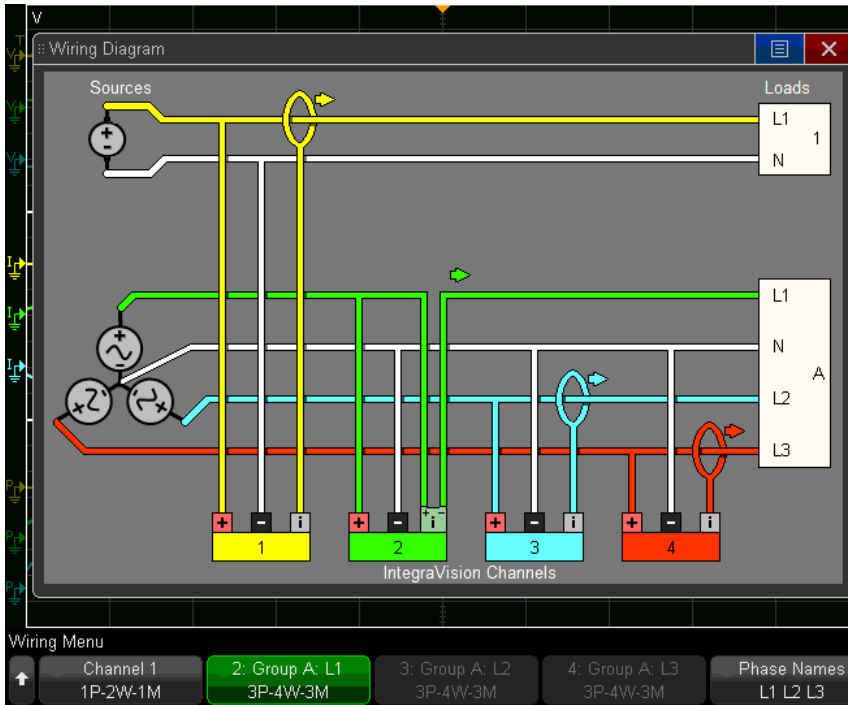 V
Wiring Diagram
Sources
Loads
L1
1
N
L1
N
A
L2
L3
+ - i
+ - + i -
+ - i
+ - i
1
2
3
4
IntegraVision Channels
T
V
V
V
I
I
I
P
P
P
Wiring Menu
Channel 1
1P-2W-1M
2: Group A: L1
3P-4W-3M
3: Group A: L2
3P-4W-3M
4: Group A: L3
3P-4W-3M
Phase Names
L1 L2 L3